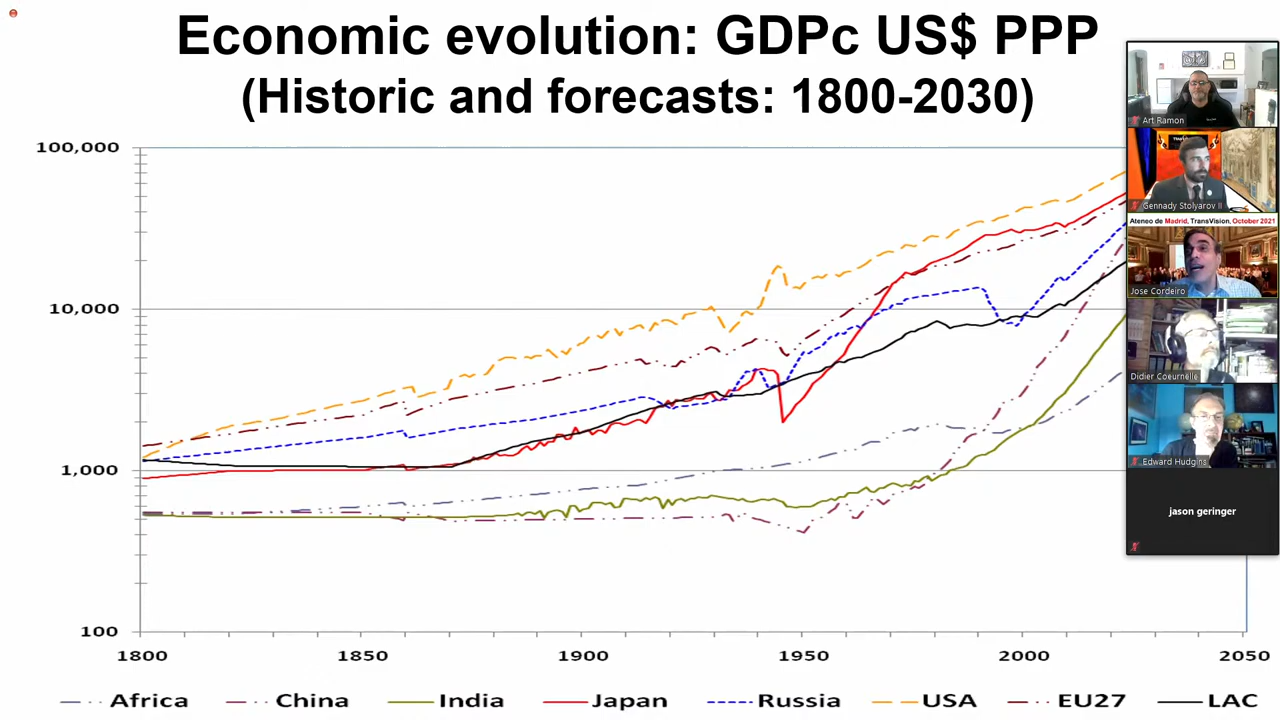 Economic evolution: GDPc US$ PPP
(Historic and forecasts: 1800-2030)
100,000
10,000
1,000
100
1800
1850
1900
1950
2000
2050
Africa
China
India
Japan
Russia
USA
EU27
LAC
Art Ramon
Gennady Stolyarov II
Ateneo de Madrid, TransVision, October 2021
Jose Cordeiro
Didier Coeurnelle
Edward Hudgins
jason geringer